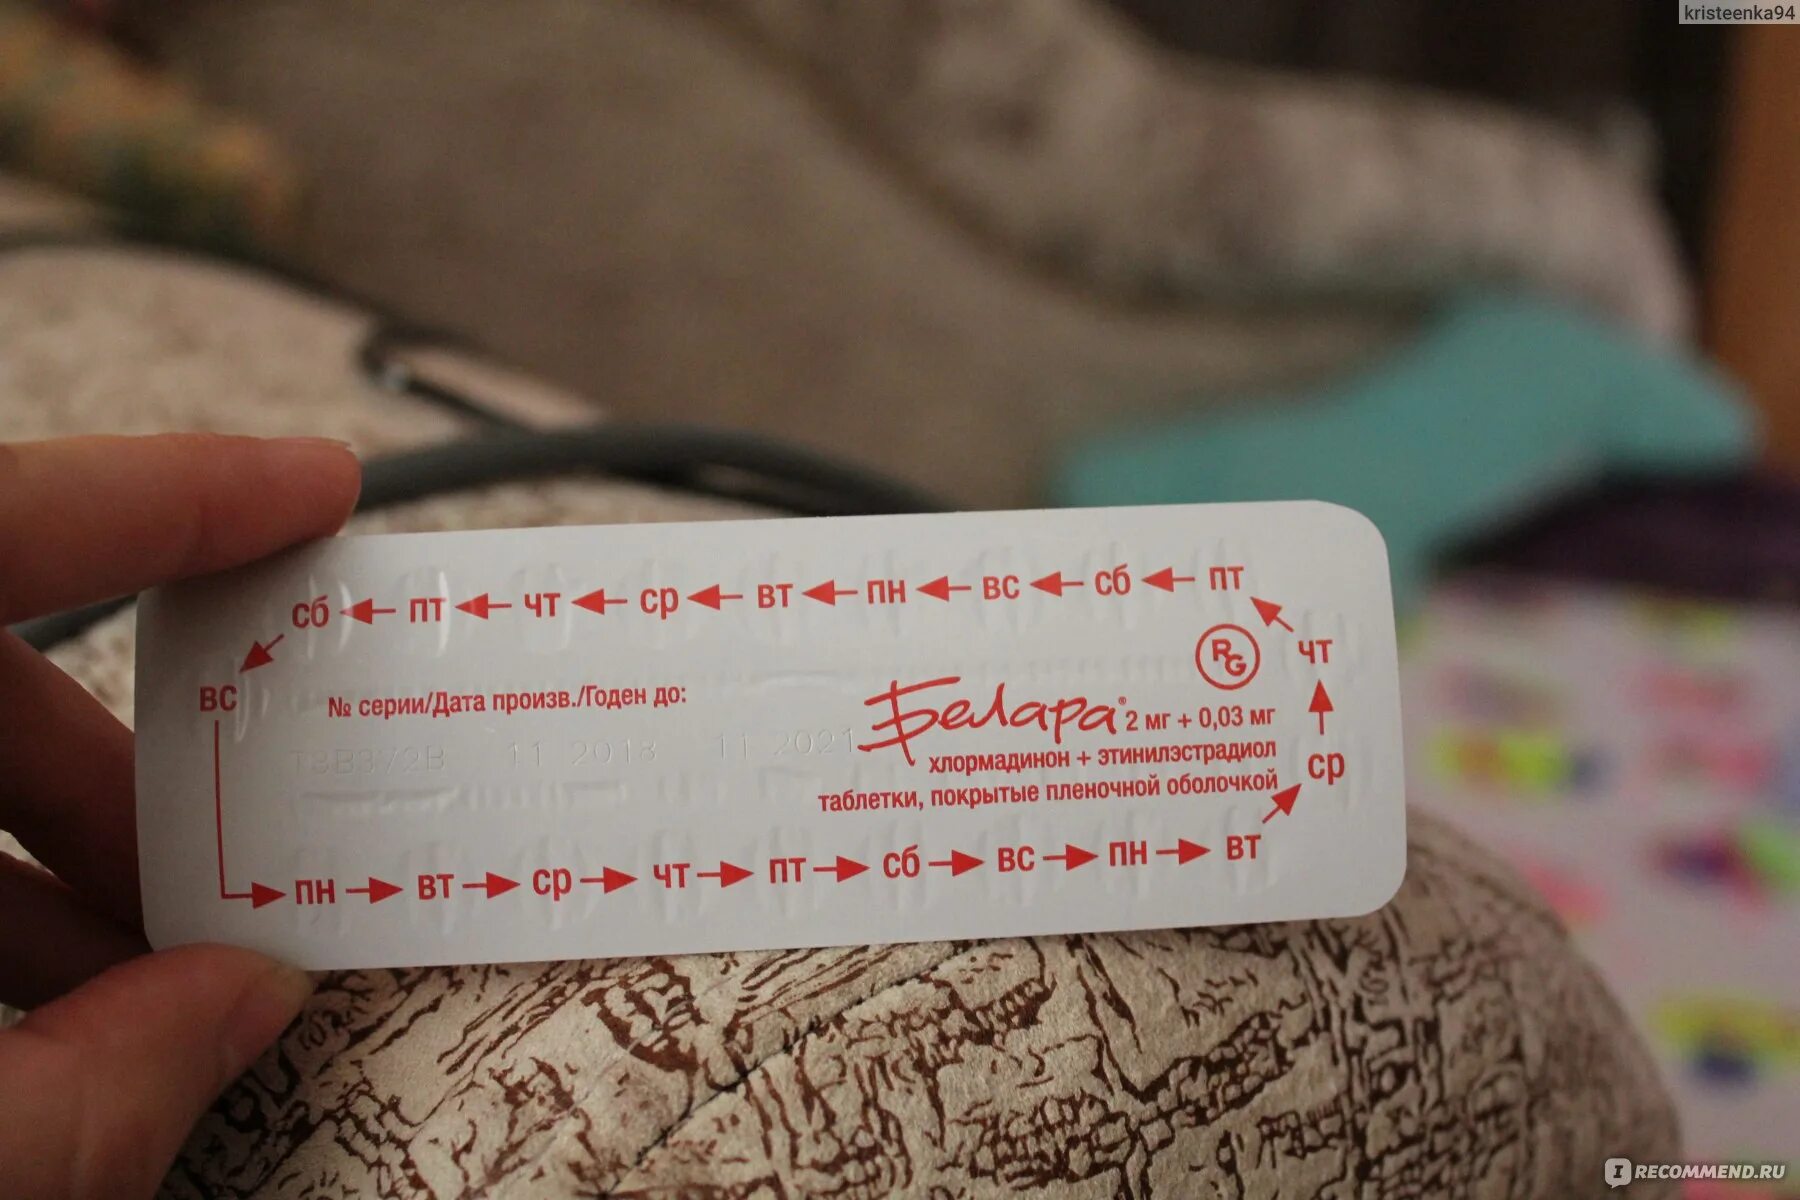 kristeenka94
сб ← пт ← чт ← ср ← вт ← пн ← вс ← сб ← пт
чт
RG
вс
№ серии/Дата произв./Годен до:
Белара® 2 мг + 0,03 мг
11 2018 11 2021
хлормадинон + этинилэстрадиол
ср
таблетки, покрытые пленочной оболочкой
пн → вт → ср → чт → пт → сб → вс → пн → вт
IRECOMMEND.RU